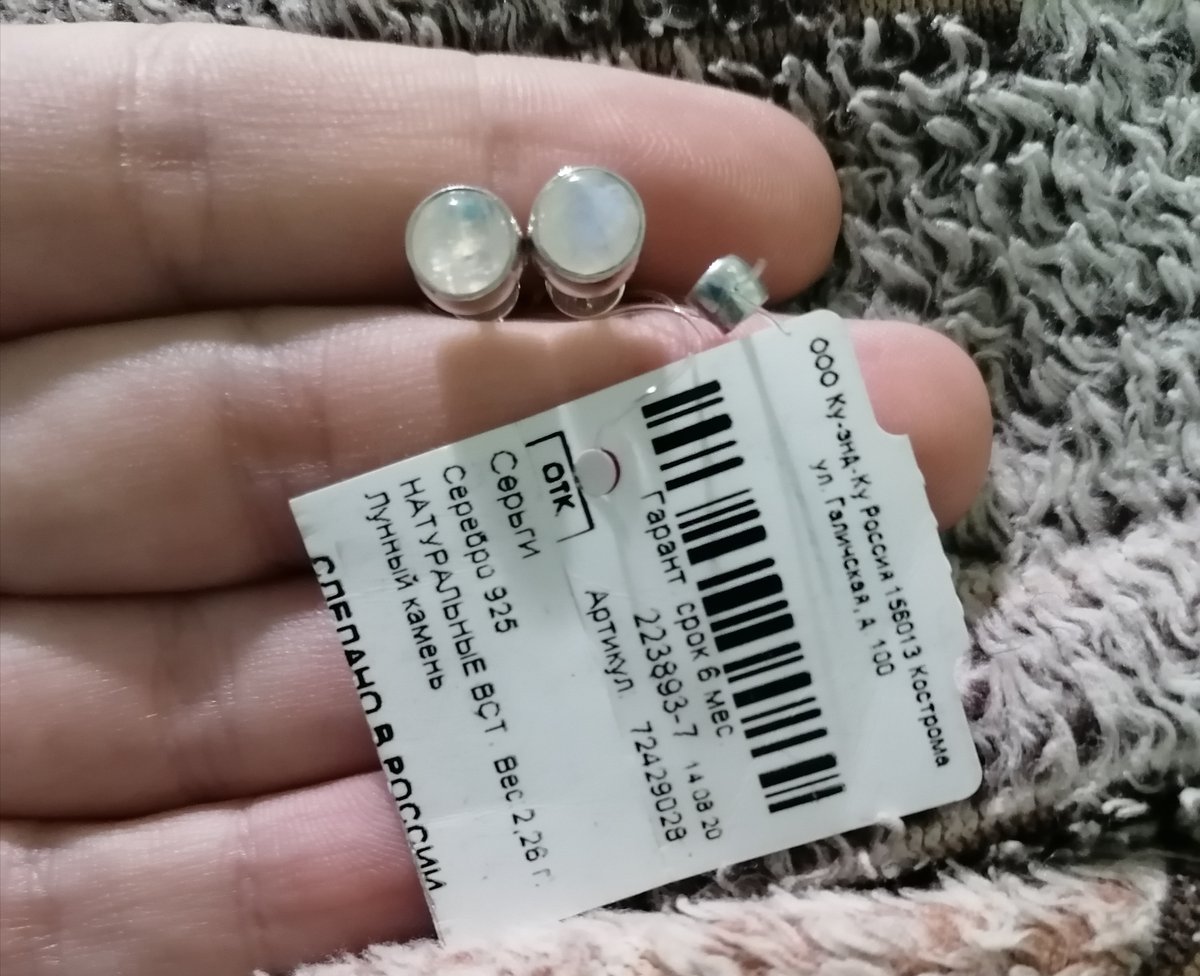 ООО Ку-энд-Ку Россия 156013 Кострома
ул. Галичская, д. 100
Гарант. срок 6 мес.
223893-7 14 08 20
Артикул. 72429028
ОТК
Серьги
Серебро 925 Вес 2,26 г.
НАТУРАЛЬНЫЕ ВСТ.
Лунный камень
СДЕЛАНО В РОССИИ